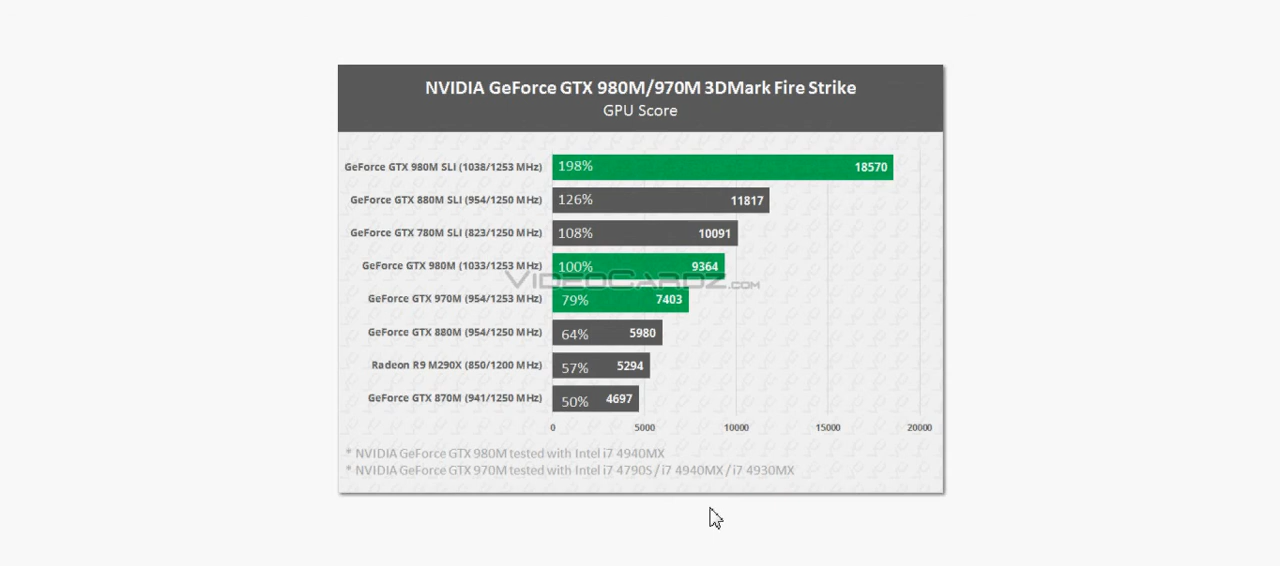 NVIDIA GeForce GTX 980M/970M 3DMark Fire Strike
GPU Score
GeForce GTX 980M SLI (1038/1253 MHz) 198% 18570
GeForce GTX 880M SLI (954/1250 MHz) 126% 11817
GeForce GTX 780M SLI (823/1250 MHz) 108% 10091
GeForce GTX 980M (1033/1253 MHz) 100% 9364
VIDEOCARDZ.COM
GeForce GTX 970M (954/1253 MHz) 79% 7403
GeForce GTX 880M (954/1250 MHz) 64% 5980
Radeon R9 M290X (850/1200 MHz) 57% 5294
GeForce GTX 870M (941/1250 MHz) 50% 4697
0 5000 10000 15000 20000
* NVIDIA GeForce GTX 980M tested with Intel i7 4940MX
* NVIDIA GeForce GTX 970M tested with Intel i7 4790S / i7 4940MX / i7 4930MX